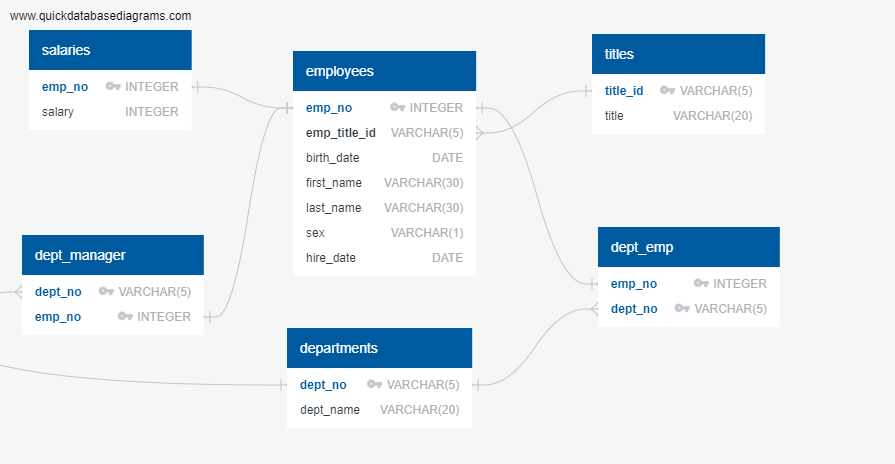 www.quickdatabasediagrams.com
salaries
emp_no INTEGER
salary INTEGER
employees
emp_no INTEGER
emp_title_id VARCHAR(5)
birth_date DATE
first_name VARCHAR(30)
last_name VARCHAR(30)
sex VARCHAR(1)
hire_date DATE
titles
title_id VARCHAR(5)
title VARCHAR(20)
dept_manager
dept_no VARCHAR(5)
emp_no INTEGER
departments
dept_no VARCHAR(5)
dept_name VARCHAR(20)
dept_emp
emp_no INTEGER
dept_no VARCHAR(5)